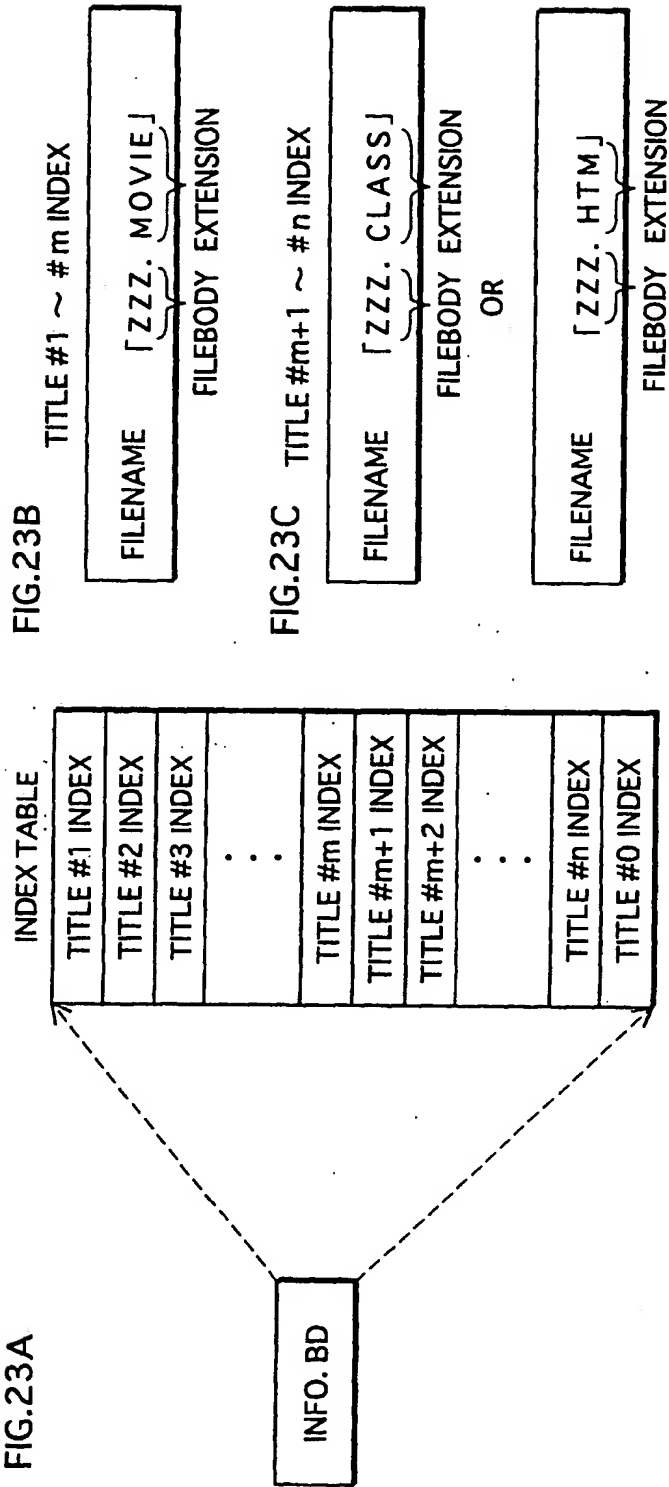 FIG.23A
INFO. BD
INDEX TABLE
TITLE #1 INDEX
TITLE #2 INDEX
TITLE #3 INDEX
· · ·
TITLE #m INDEX
TITLE #m+1 INDEX
TITLE #m+2 INDEX
· · ·
TITLE #n INDEX
TITLE #0 INDEX
FIG.23B
TITLE #1 ~ #m INDEX
FILENAME 「ZZZ. MOVIE」
FILEBODY EXTENSION
FIG.23C TITLE #m+1 ~ #n INDEX
FILENAME 「ZZZ. CLASS」
FILEBODY EXTENSION
OR
FILENAME 「ZZZ. HTM」
FILEBODY EXTENSION